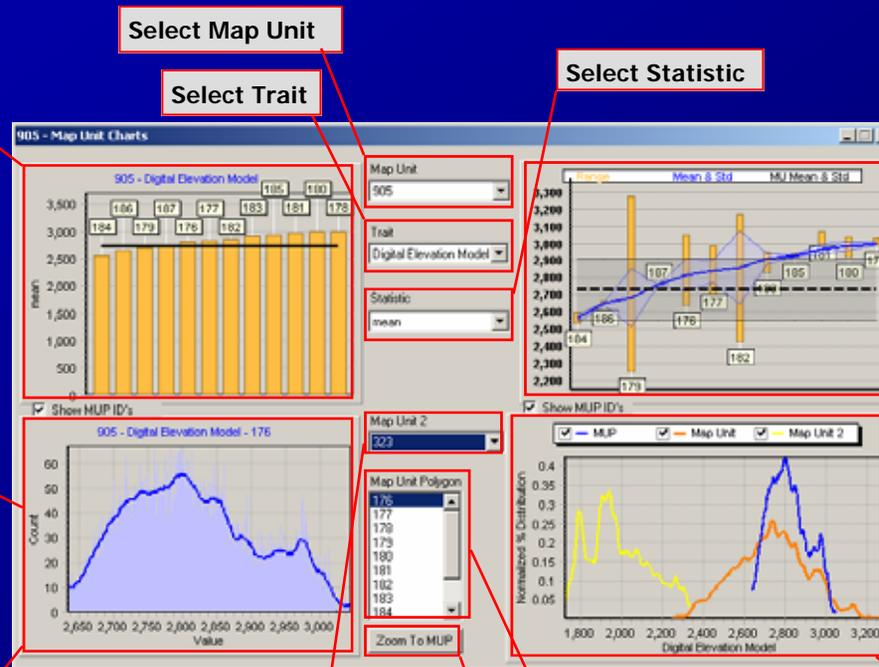 Select Map Unit
Select Trait
Select Statistic
905 - Map Unit Charts
905 - Digital Elevation Model
3,500
3,000
2,500
2,000
1,500
1,000
500
0
mean
184
186
179
187
176
177
182
183
185
181
180
178
Show MUP ID's
Map Unit
905
Trait
Digital Elevation Model
Statistic
mean
Range
Mean & Std
MU Mean & Std
3,300
3,200
3,100
3,000
2,900
2,800
2,700
2,600
2,500
2,400
2,300
2,200
184
186
179
187
176
177
182
185
180
Show MUP ID's
905 - Digital Elevation Model - 176
60
50
40
30
20
10
0
Count
2,650 2,700 2,750 2,800 2,850 2,900 2,950 3,000
Value
Map Unit 2
323
Map Unit Polygon
176
177
178
179
180
181
182
183
184
Zoom To MUP
MUP
Map Unit
Map Unit 2
0.4
0.35
0.3
0.25
0.2
0.15
0.1
0.05
Normalized % Distribution
1,800 2,000 2,200 2,400 2,600 2,800 3,000 3,200
Digital Elevation Model